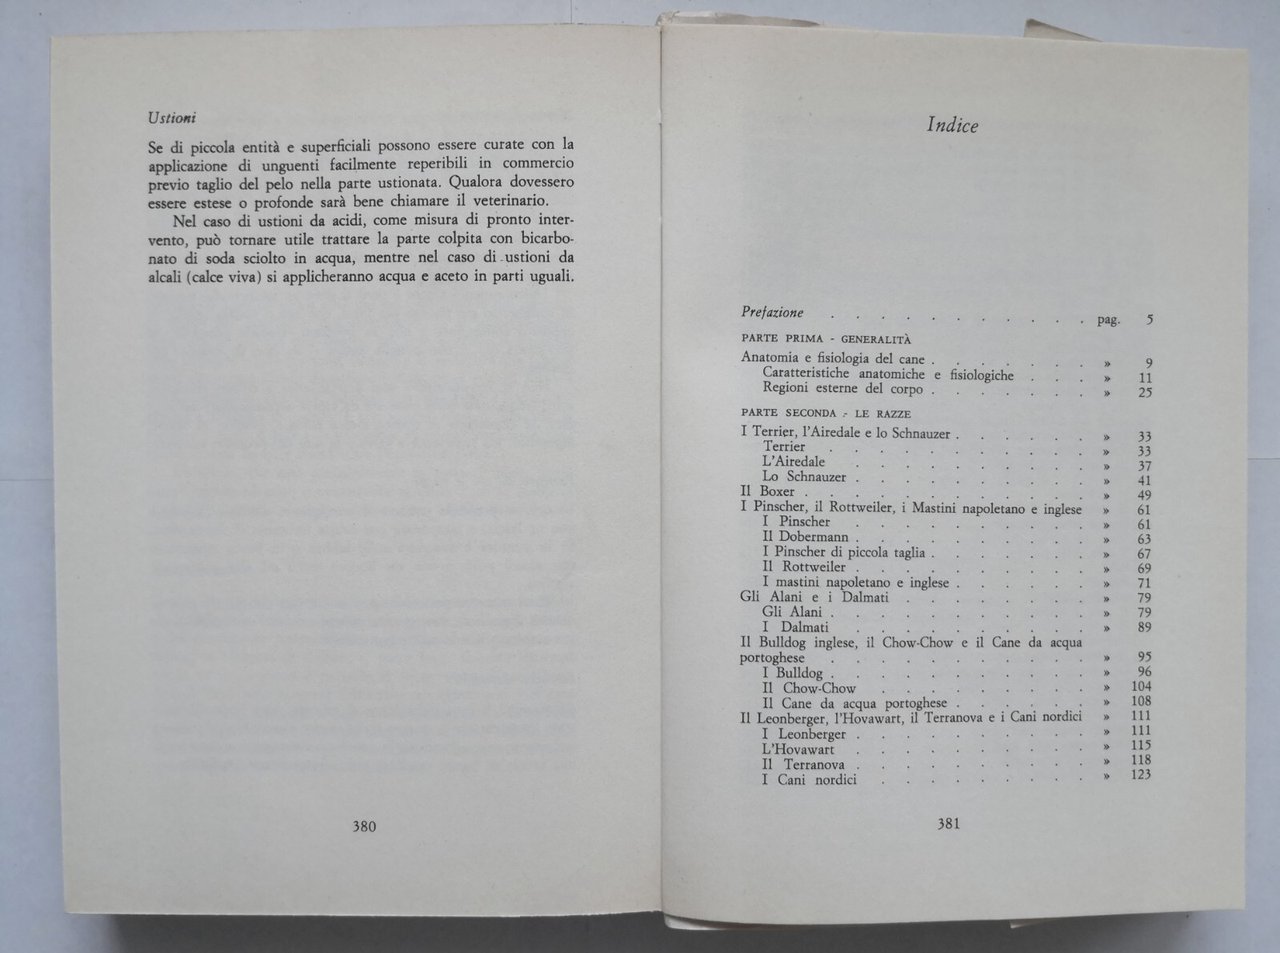 Ustioni
Se di piccola entità e superficiali possono essere curate con la
applicazione di unguenti facilmente reperibili in commercio
previo taglio del pelo nella parte ustionata. Qualora dovessero
essere estese o profonde sarà bene chiamare il veterinario.
Nel caso di ustioni da acidi, come misura di pronto inter-
vento, può tornare utile trattare la parte colpita con bicarbo-
nato di soda sciolto in acqua, mentre nel caso di ustioni da
alcali (calce viva) si applicheranno acqua e aceto in parti uguali.
380
Indice
Prefazione . . . . . . . . . . . pag. 5
PARTE PRIMA - GENERALITÀ
Anatomia e fisiologia del cane . . . . . . . » 9
Caratteristiche anatomiche e fisiologiche . . . » 11
Regioni esterne del corpo . . . . . . . » 25
PARTE SECONDA - LE RAZZE
I Terrier, l'Airedale e lo Schnauzer . . . . . . » 33
Terrier . . . . . . . . . . . » 33
L'Airedale . . . . . . . . . . » 37
Lo Schnauzer . . . . . . . . . . » 41
Il Boxer . . . . . . . . . . . . » 49
I Pinscher, il Rottweiler, i Mastini napoletano e inglese » 61
I Pinscher . . . . . . . . . . » 61
Il Dobermann . . . . . . . . . . » 63
I Pinscher di piccola taglia . . . . . . . » 67
Il Rottweiler . . . . . . . . . . » 69
I mastini napoletano e inglese . . . . . . » 71
Gli Alani e i Dalmati . . . . . . . . » 79
Gli Alani . . . . . . . . . . . » 79
I Dalmati . . . . . . . . . . » 89
Il Bulldog inglese, il Chow-Chow e il Cane da acqua
portoghese . . . . . . . . . . . » 95
I Bulldog . . . . . . . . . . . » 96
Il Chow-Chow . . . . . . . . . » 104
Il Cane da acqua portoghese . . . . . . » 108
Il Leonberger, l'Hovawart, il Terranova e i Cani nordici » 111
I Leonberger . . . . . . . . . . » 111
L'Hovawart . . . . . . . . . . » 115
Il Terranova . . . . . . . . . . » 118
I Cani nordici . . . . . . . . . » 123
381